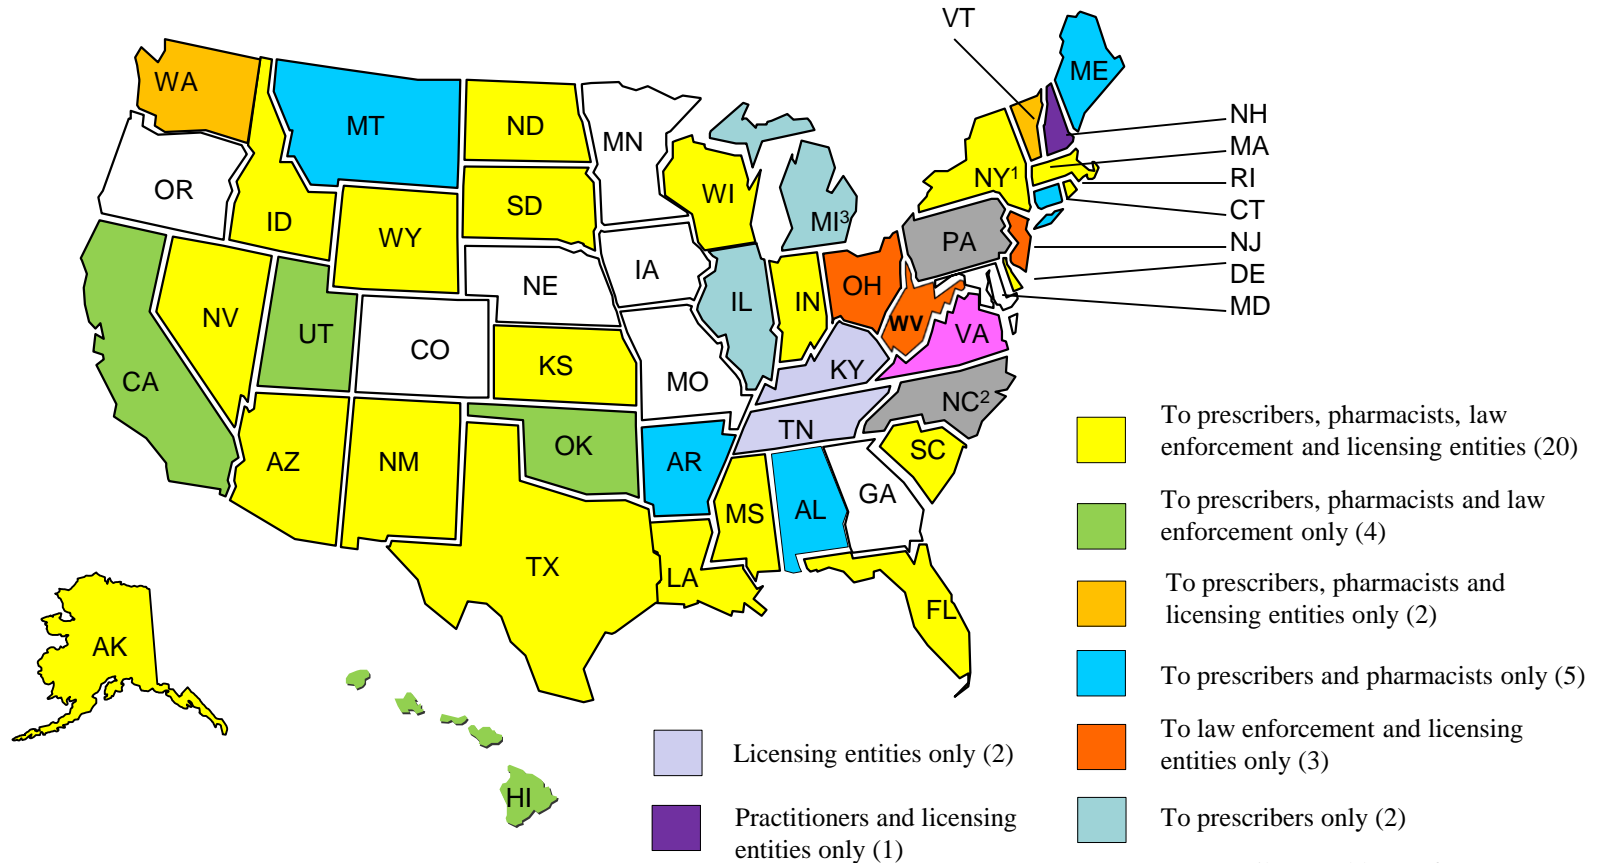 VT
WA
ME
MT
ND
MN
NH
MA
OR
ID
SD
WI
MI3
NY1
RI
CT
WY
PA
NJ
DE
MD
NE
IA
IL
IN
OH
WV
VA
NV
UT
CO
KS
MO
KY
CA
NC2
TN
AZ
NM
OK
AR
SC
MS
AL
GA
TX
LA
FL
AK
HI
To prescribers, pharmacists, law
enforcement and licensing entities (20)
To prescribers, pharmacists and law
enforcement only (4)
To prescribers, pharmacists and
licensing entities only (2)
To prescribers and pharmacists only (5)
To law enforcement and licensing
entities only (3)
To prescribers only (2)
Licensing entities only (2)
Practitioners and licensing
entities only (1)